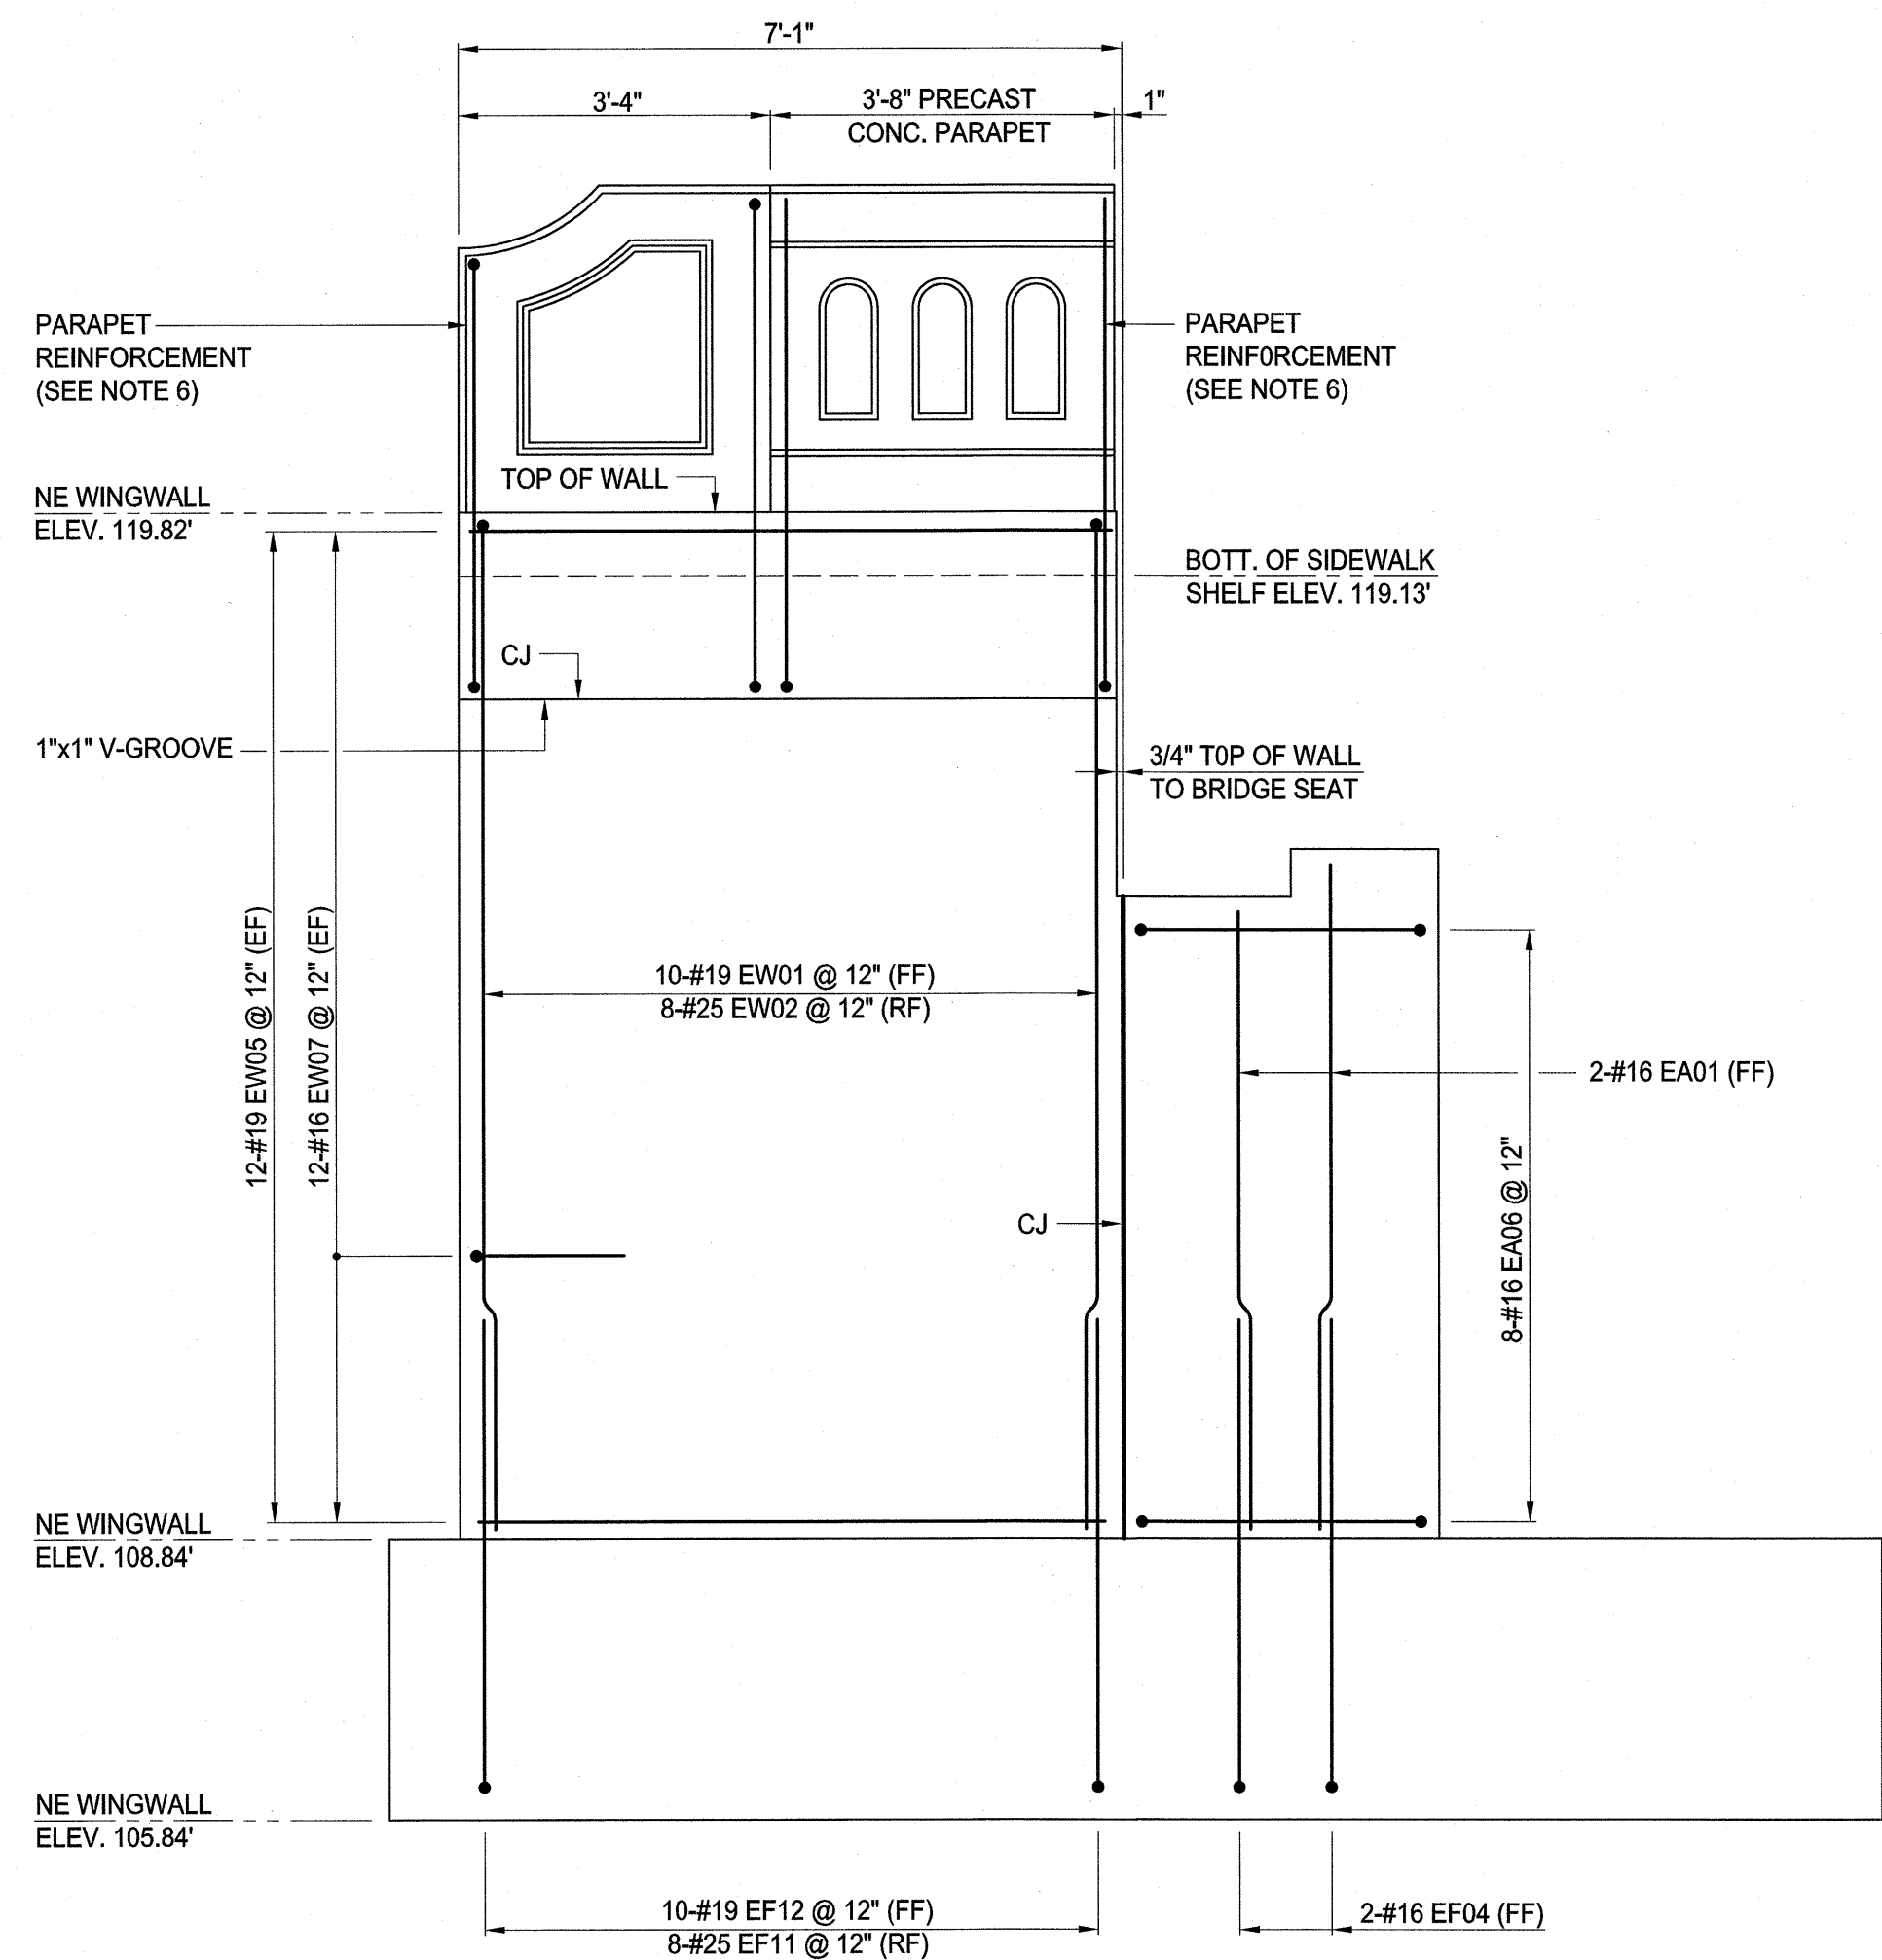 7'-1"
3'-4"
3'-8" PRECAST
CONC. PARAPET
1"
PARAPET
REINFORCEMENT
(SEE NOTE 6)
PARAPET
REINF0RCEMENT
(SEE NOTE 6)
TOP OF WALL
NE WINGWALL
ELEV. 119.82'
BOTT. OF SIDEWALK
SHELF ELEV. 119.13'
CJ
1"x1" V-GROOVE
3/4" T0P OF WALL
TO BRIDGE SEAT
12-#19 EW05 @ 12" (EF)
12-#16 EW07 @ 12" (EF)
10-#19 EW01 @ 12" (FF)
8-#25 EW02 @ 12" (RF)
2-#16 EA01 (FF)
8-#16 EA06 @ 12"
CJ
NE WINGWALL
ELEV. 108.84'
NE WINGWALL
ELEV. 105.84'
10-#19 EF12 @ 12" (FF)
8-#25 EF11 @ 12" (RF)
2-#16 EF04 (FF)